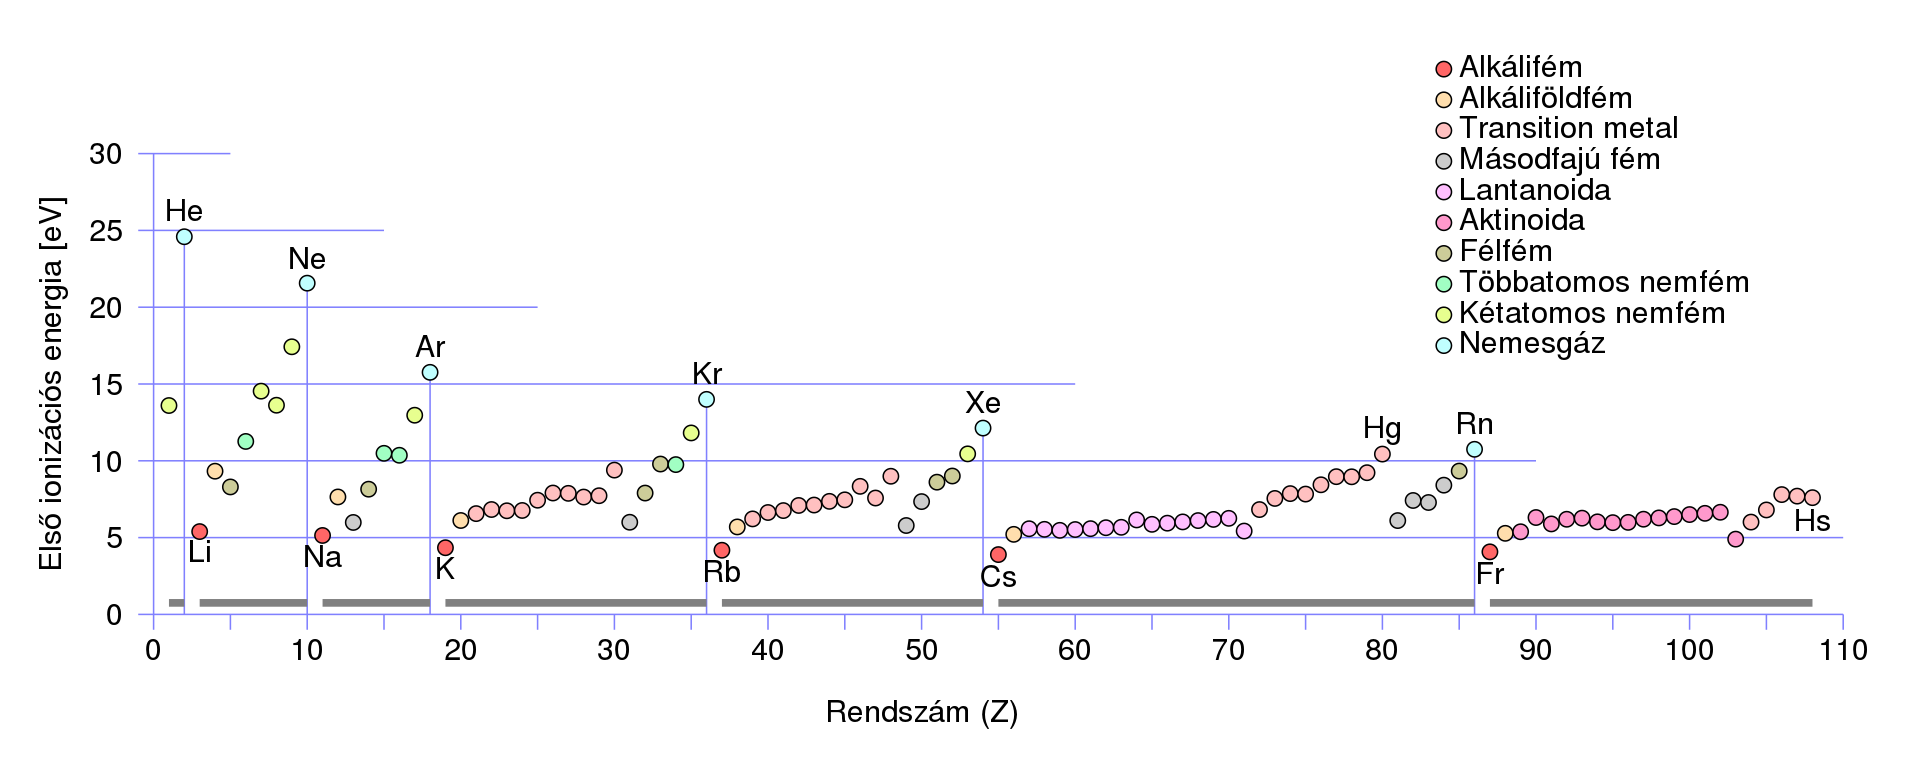 Alkálifém
Alkáliföldfém
Transition metal
Másodfajú fém
Lantanoida
Aktinoida
Félfém
Többatomos nemfém
Kétatomos nemfém
Nemesgáz
Első ionizációs energia [eV]
30
25
20
15
10
5
0
He
Ne
Ar
Kr
Xe
Hg
Rn
Li
Na
K
Rb
Cs
Fr
Hs
0 10 20 30 40 50 60 70 80 90 100 110
Rendszám (Z)